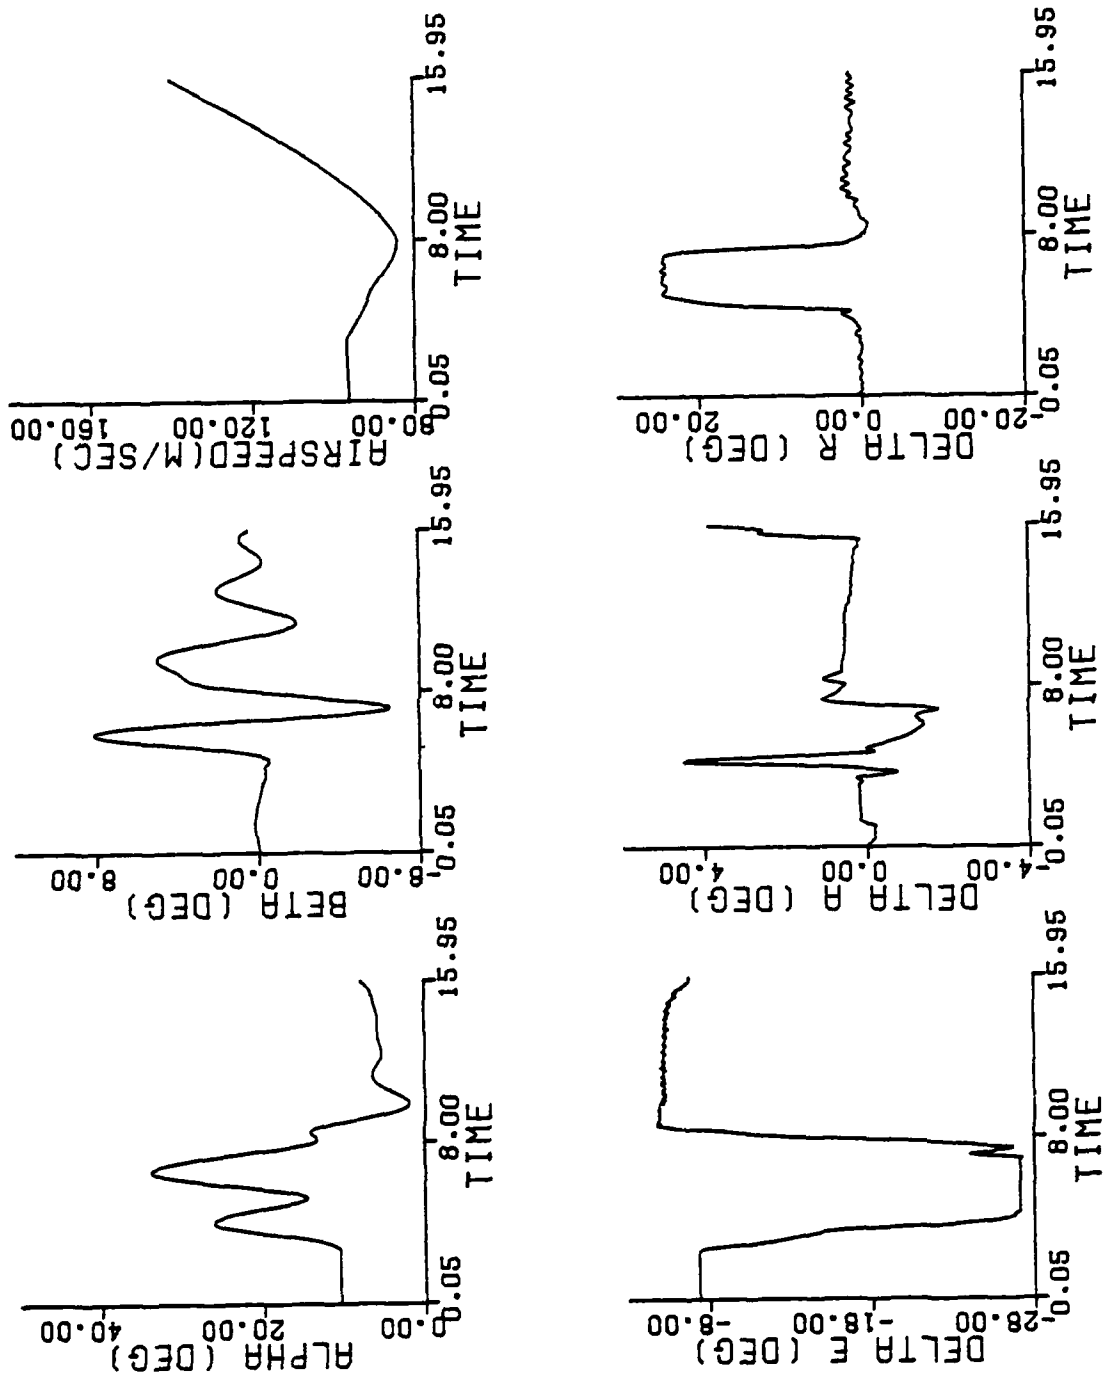 ALPHA (DEG)
40.00
20.00
0.00
0.05 8.00 15.95
TIME
BETA (DEG)
8.00
0.00
-8.00
0.05 8.00 15.95
TIME
AIRSPEED(M/SEC)
160.00
120.00
80.00
0.05 8.00 15.95
TIME
DELTA E (DEG)
-8.00
-18.00
-28.00
0.05 8.00 15.95
TIME
DELTA A (DEG)
4.00
0.00
-4.00
0.05 8.00 15.95
TIME
DELTA R (DEG)
20.00
0.00
-20.00
0.05 8.00 15.95
TIME